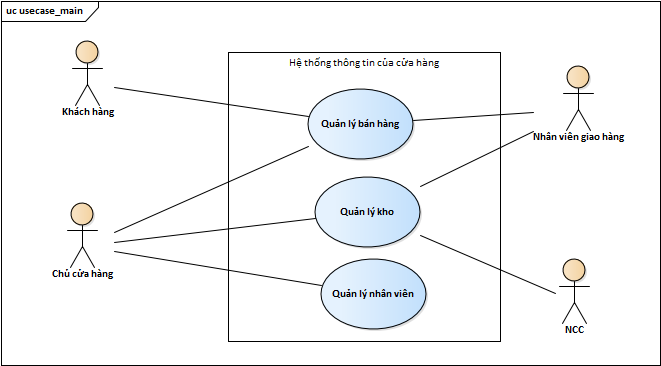 uc usecase_main
Hệ thống thông tin của cửa hàng
Khách hàng
Quản lý bán hàng
Nhân viên giao hàng
Quản lý kho
Chủ cửa hàng
Quản lý nhân viên
NCC